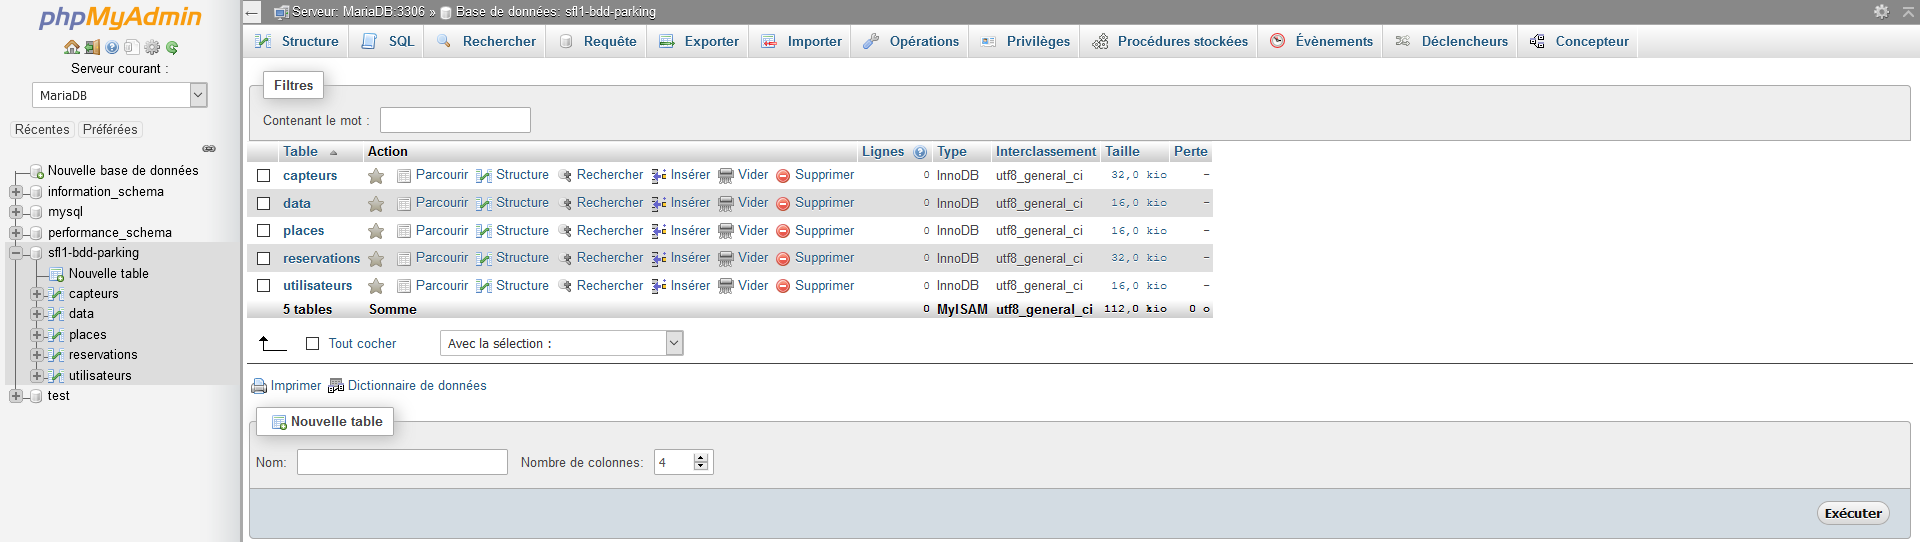 phpMyAdmin
Serveur courant :
MariaDB
Récentes Préférées
Nouvelle base de données
information_schema
mysql
performance_schema
sfl1-bdd-parking
Nouvelle table
capteurs
data
places
reservations
utilisateurs
test
Serveur: MariaDB:3306 » Base de données: sfl1-bdd-parking
Structure SQL Rechercher Requête Exporter Importer Opérations Privilèges Procédures stockées Évènements Déclencheurs Concepteur
Filtres
Contenant le mot :
Table Action Lignes Type Interclassement Taille Perte
capteurs Parcourir Structure Rechercher Insérer Vider Supprimer 0 InnoDB utf8_general_ci 32,0 kio -
data Parcourir Structure Rechercher Insérer Vider Supprimer 0 InnoDB utf8_general_ci 16,0 kio -
places Parcourir Structure Rechercher Insérer Vider Supprimer 0 InnoDB utf8_general_ci 16,0 kio -
reservations Parcourir Structure Rechercher Insérer Vider Supprimer 0 InnoDB utf8_general_ci 32,0 kio -
utilisateurs Parcourir Structure Rechercher Insérer Vider Supprimer 0 InnoDB utf8_general_ci 16,0 kio -
5 tables Somme 0 MyISAM utf8_general_ci 112,0 kio 0 o
Tout cocher Avec la sélection :
Imprimer Dictionnaire de données
Nouvelle table
Nom: Nombre de colonnes: 4
Exécuter